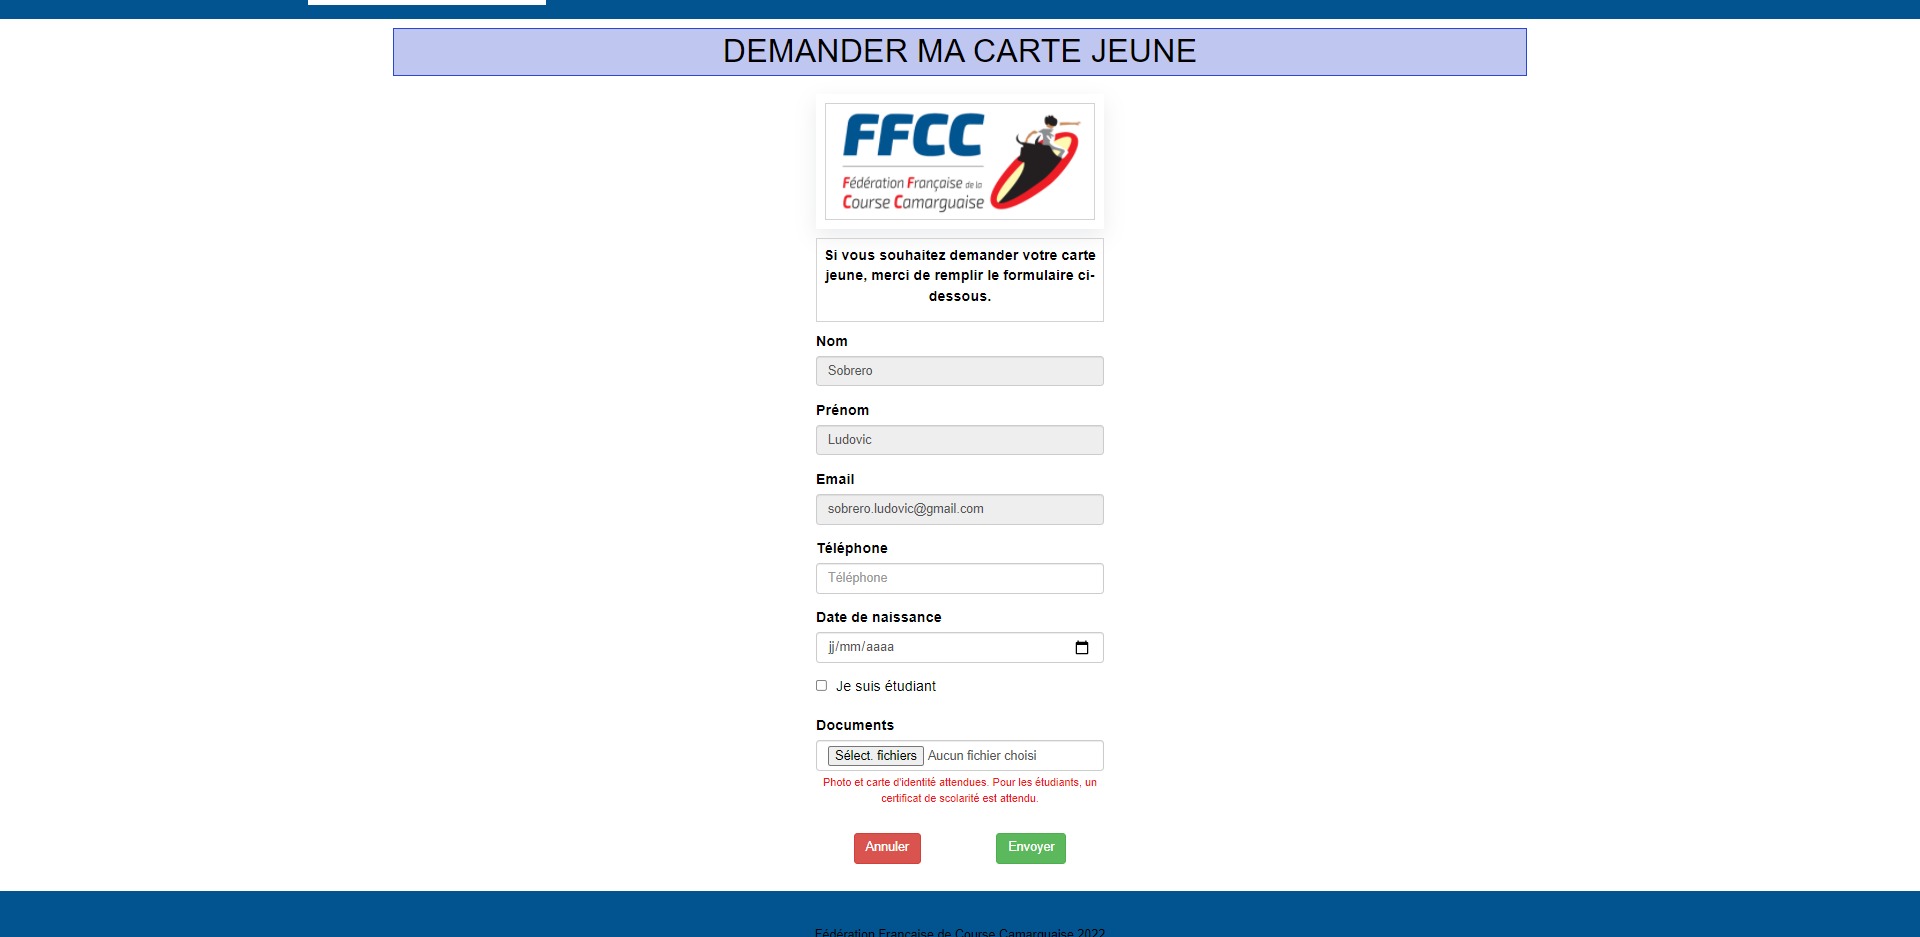 DEMANDER MA CARTE JEUNE
FFCC
Fédération Française de la
Course Camarguaise
Si vous souhaitez demander votre carte
jeune, merci de remplir le formulaire ci-
dessous.
Nom
Sobrero
Prénom
Ludovic
Email
sobrero.ludovic@gmail.com
Téléphone
Téléphone
Date de naissance
jj/mm/aaaa
Je suis étudiant
Documents
Sélect. fichiers Aucun fichier choisi
Photo et carte d'identité attendues. Pour les étudiants, un
certificat de scolarité est attendu.
Annuler Envoyer
Fédération Française de Course Camarguaise 2022